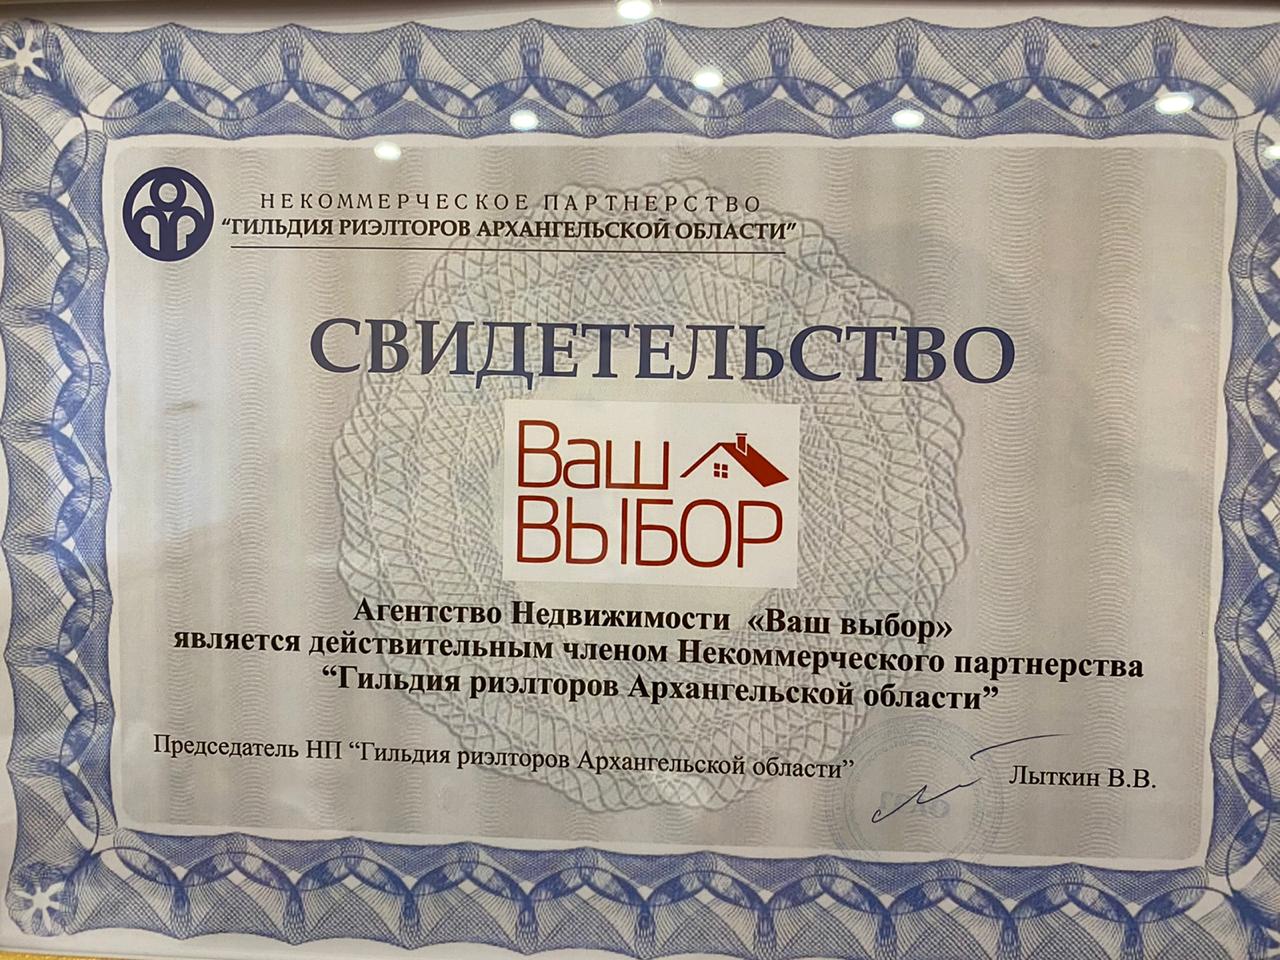 НЕКОММЕРЧЕСКОЕ ПАРТНЕРСТВО
“ГИЛЬДИЯ РИЭЛТОРОВ АРХАНГЕЛЬСКОЙ ОБЛАСТИ”
СВИДЕТЕЛЬСТВО
Ваш
ВЫБОР
Агентство Недвижимости «Ваш выбор»
является действительным членом Некоммерческого партнерства
“Гильдия риэлторов Архангельской области”
Председатель НП “Гильдия риэлторов Архангельской области” Лыткин В.В.